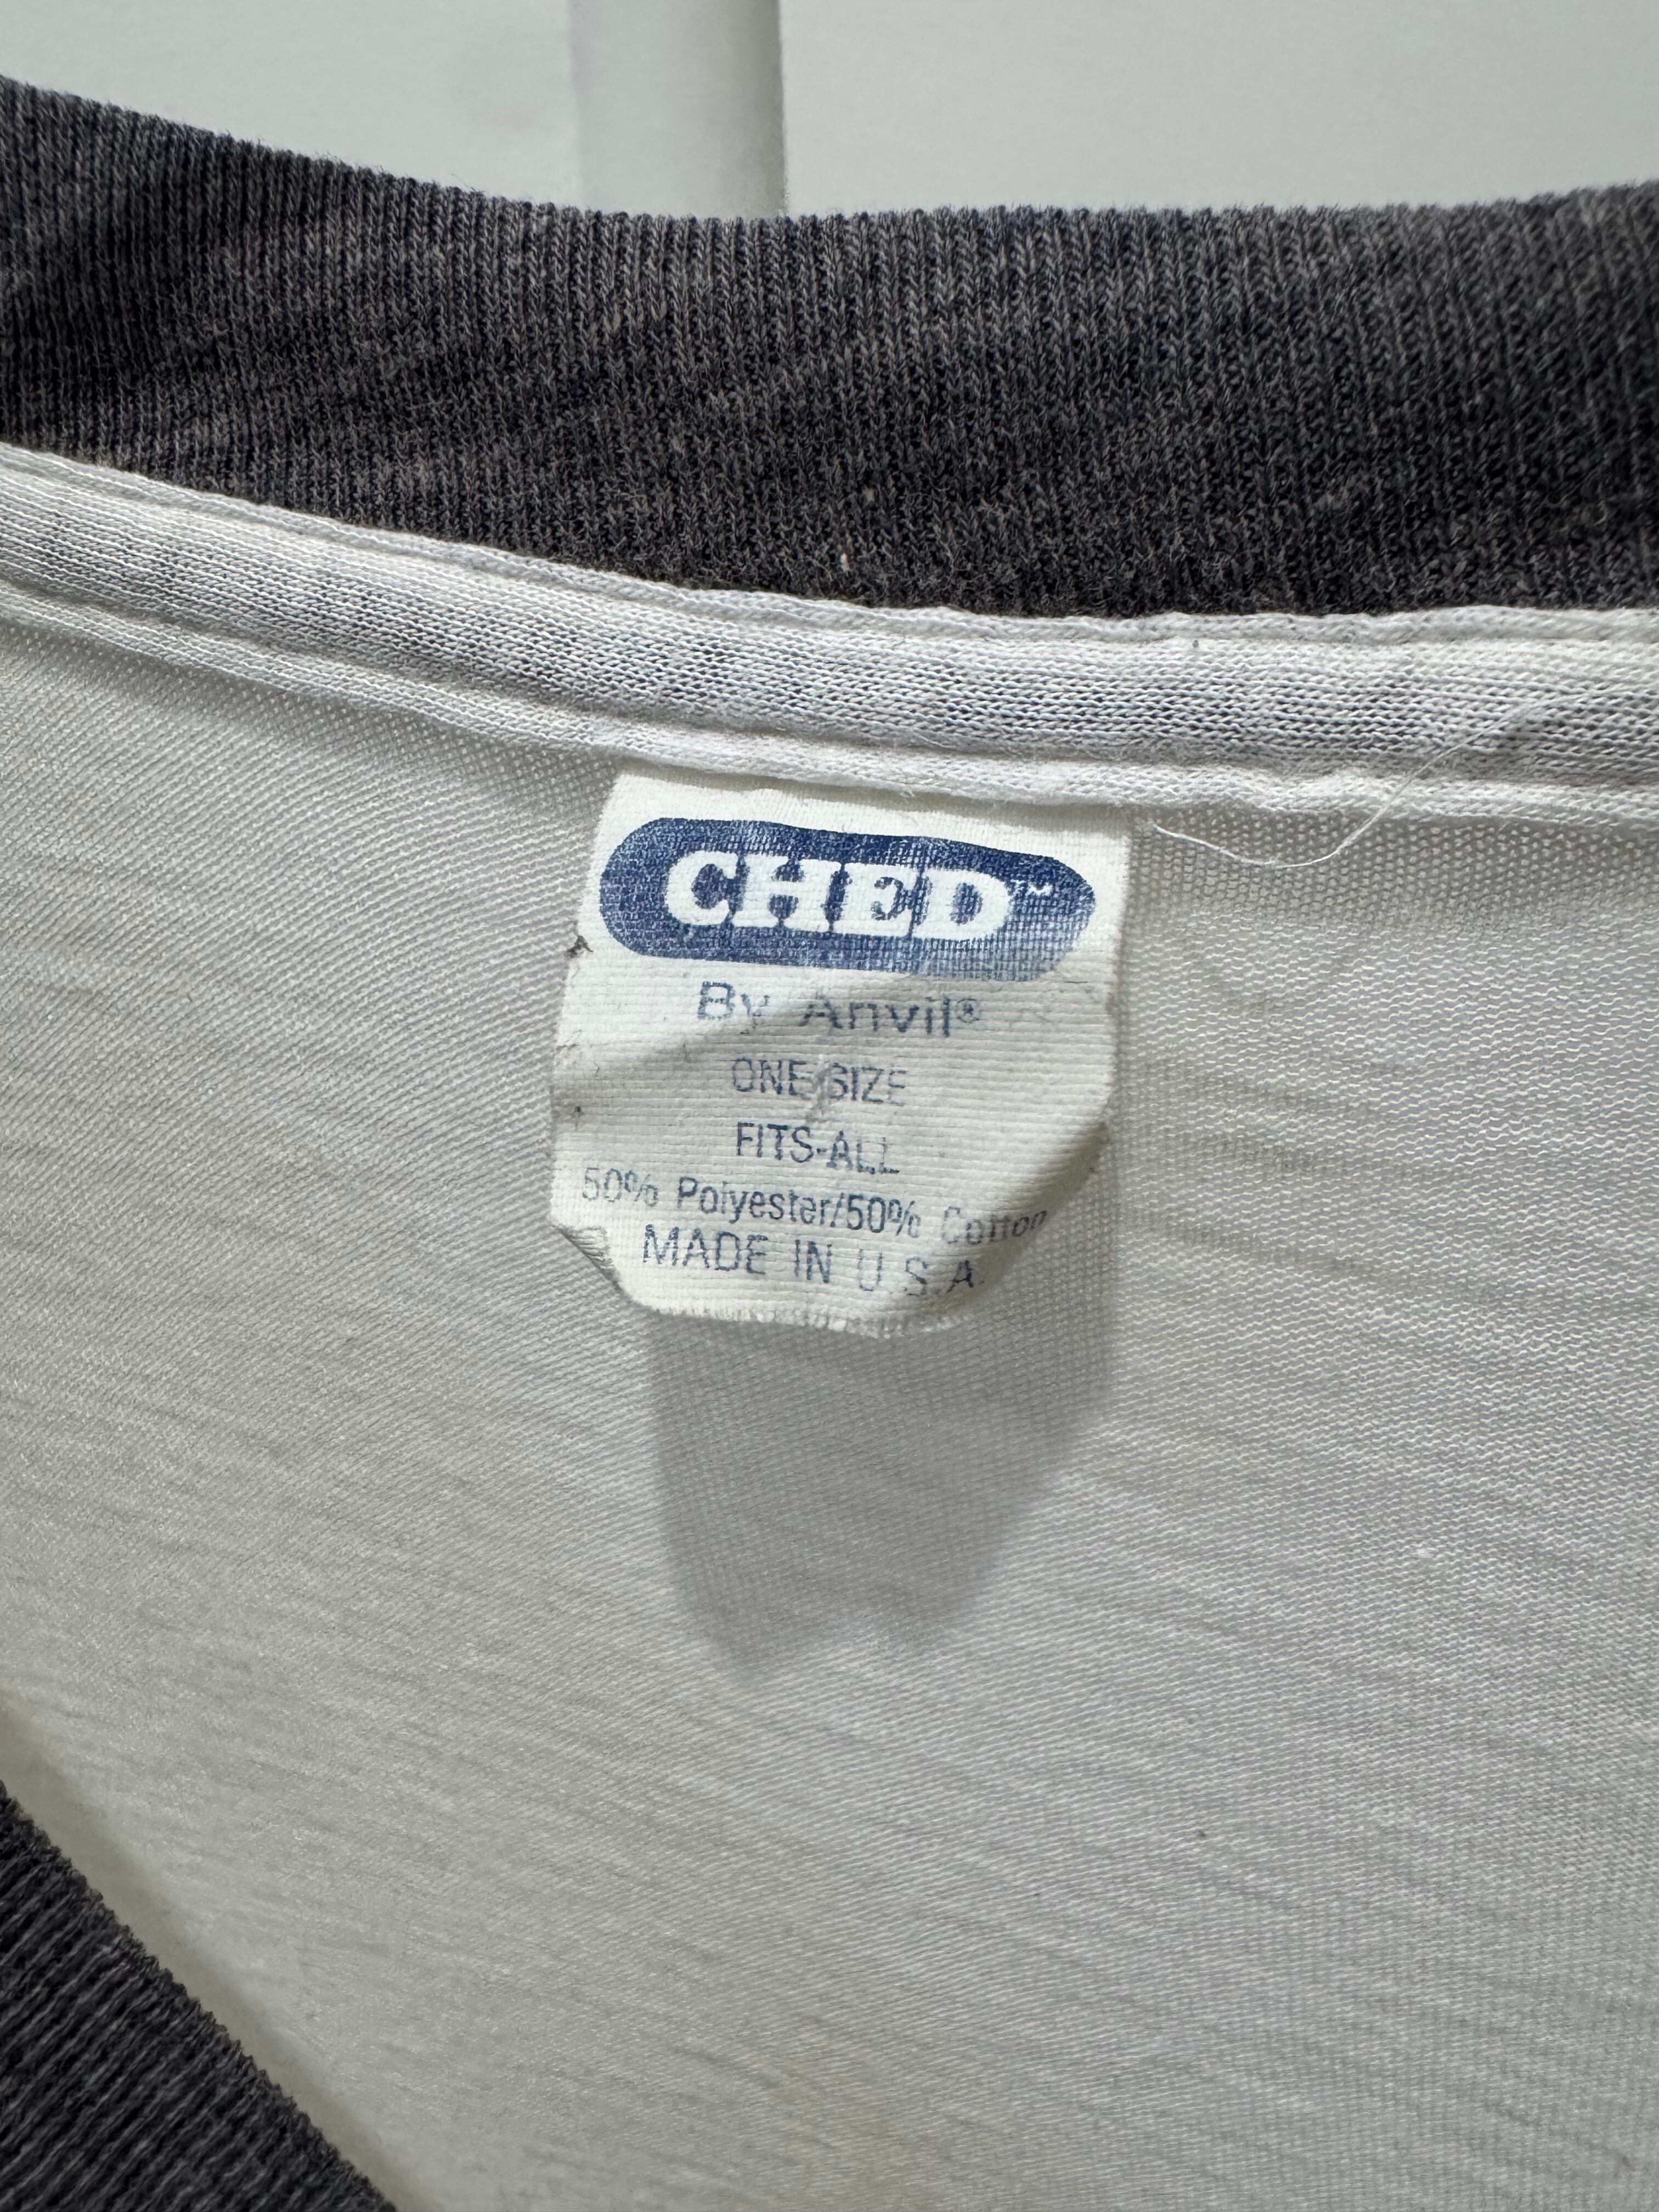 CHED™
By Anvil®
ONE SIZE
FITS-ALL
50% Polyester/50% Cotton
MADE IN U.S.A.